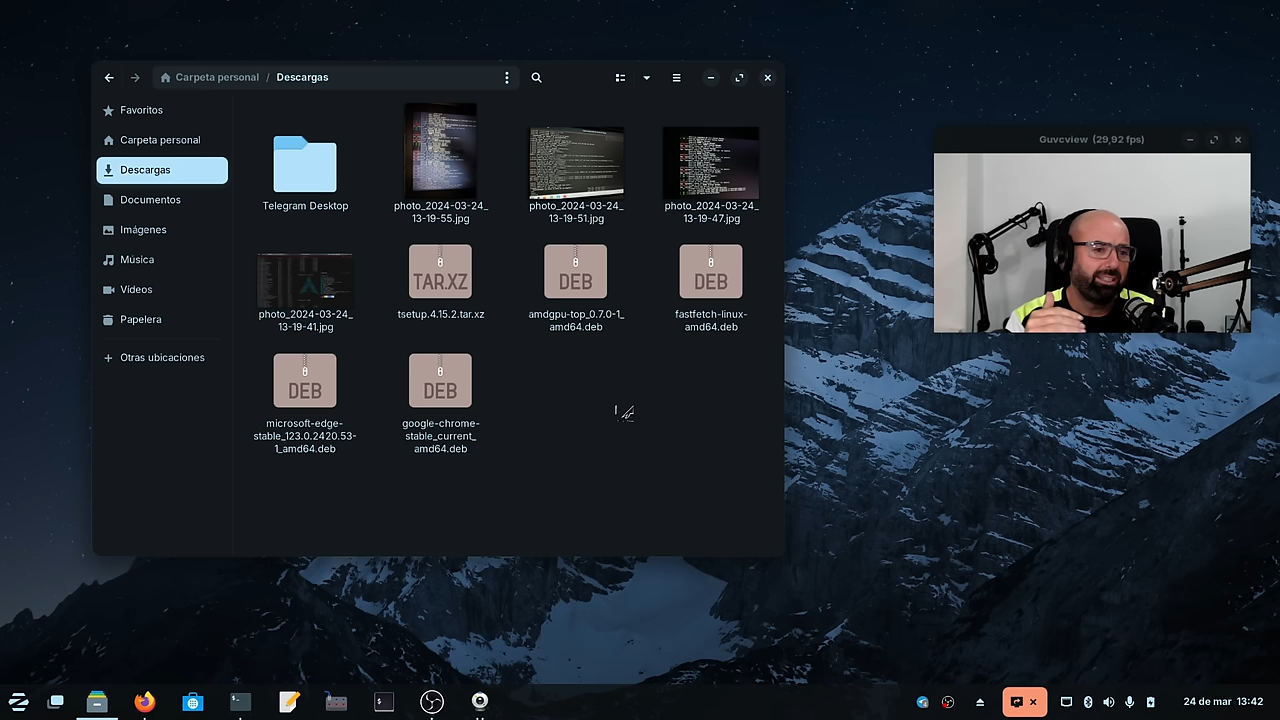 Carpeta personal / Descargas
Favoritos
Carpeta personal
Descargas
Documentos
Imágenes
Música
Vídeos
Papelera
Otras ubicaciones
Telegram Desktop
photo_2024-03-24_
13-19-55.jpg
photo_2024-03-24_
13-19-51.jpg
photo_2024-03-24_
13-19-47.jpg
photo_2024-03-24_
13-19-41.jpg
TAR.XZ
tsetup.4.15.2.tar.xz
DEB
amdgpu-top_0.7.0-1_
amd64.deb
DEB
fastfetch-linux-
amd64.deb
DEB
microsoft-edge-
stable_123.0.2420.53-
1_amd64.deb
DEB
google-chrome-
stable_current_
amd64.deb
Guvcview (29,92 fps)
24 de mar 13:42